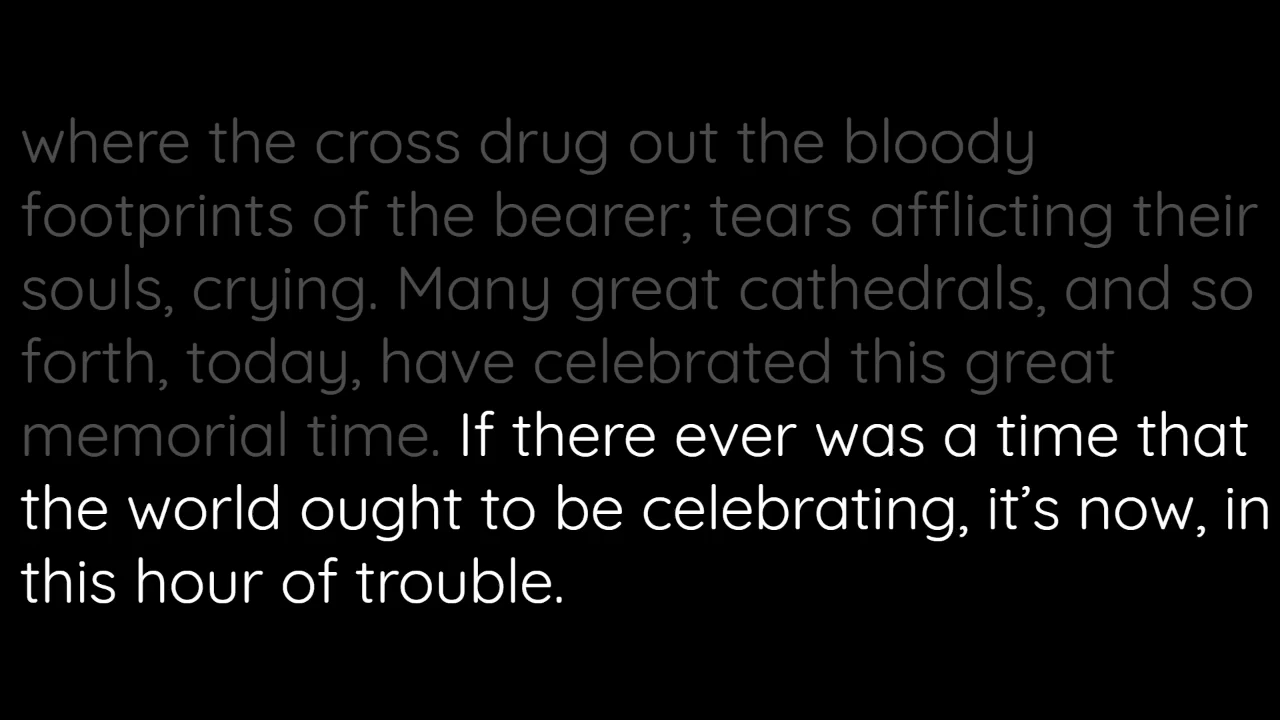 where the cross drug out the bloody
footprints of the bearer; tears afflicting their
souls, crying. Many great cathedrals, and so
forth, today, have celebrated this great
memorial time. If there ever was a time that
the world ought to be celebrating, it’s now, in
this hour of trouble.